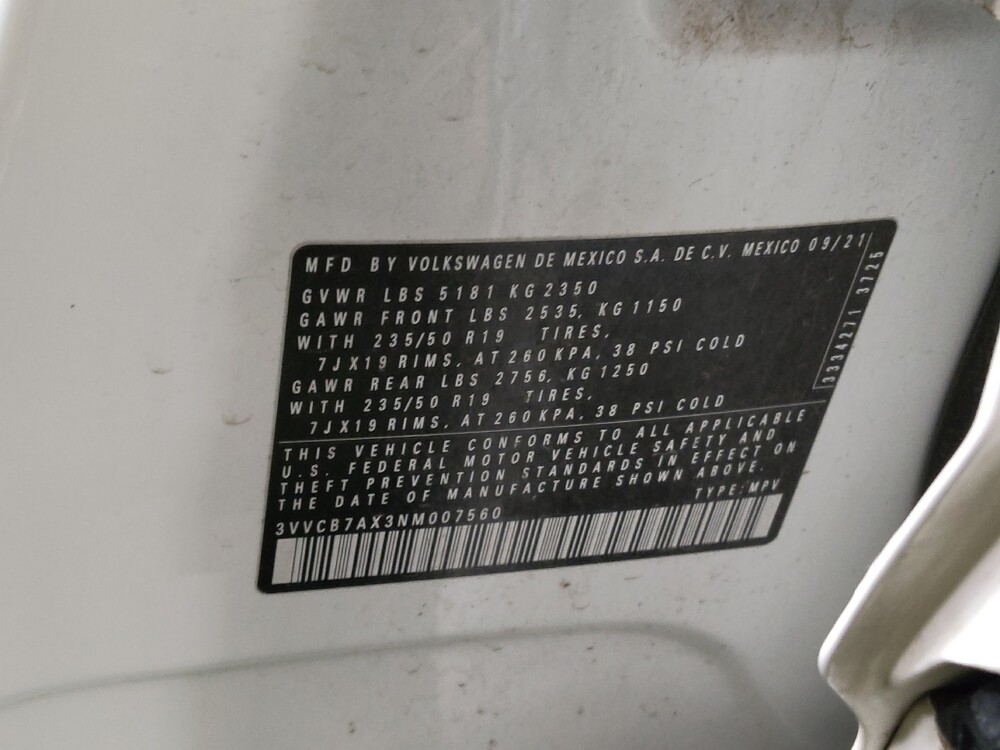 MFD BY VOLKSWAGEN DE MEXICO S.A. DE C.V. MEXICO 09/21
GVWR LBS 5181 KG 2350
GAWR FRONT LBS 2535, KG 1150
WITH 235/50 R19 TIRES,
7JX19 RIMS, AT 260 KPA, 38 PSI COLD
GAWR REAR LBS 2756, KG 1250
WITH 235/50 R19 TIRES,
7JX19 RIMS, AT 260 KPA, 38 PSI COLD
3334271 3725
THIS VEHICLE CONFORMS TO ALL APPLICABLE
U.S. FEDERAL MOTOR VEHICLE SAFETY AND
THEFT PREVENTION STANDARDS IN EFFECT ON
THE DATE OF MANUFACTURE SHOWN ABOVE.
TYPE: MPV
3VVCB7AX3NM007560